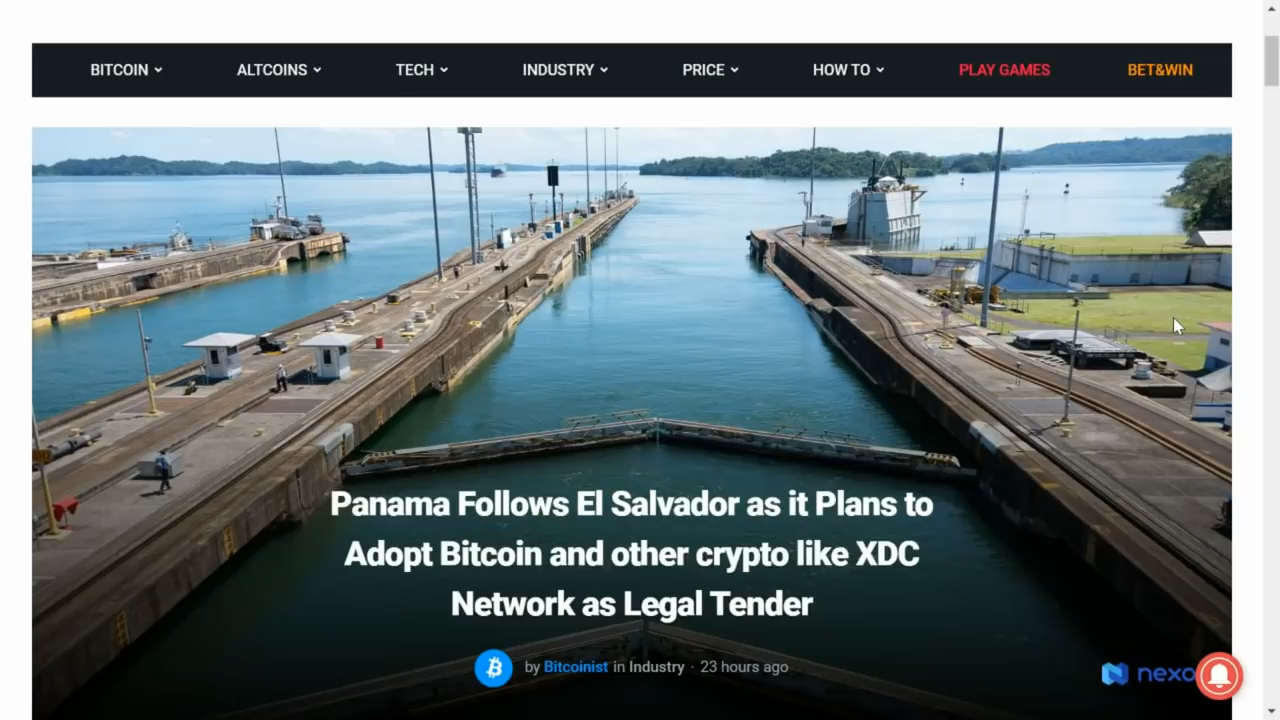 BITCOIN ALTCOINS TECH INDUSTRY PRICE HOW TO PLAY GAMES BET&WIN
Panama Follows El Salvador as it Plans to
Adopt Bitcoin and other crypto like XDC
Network as Legal Tender
by Bitcoinist in Industry · 23 hours ago
nexo